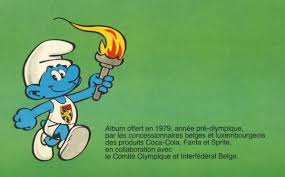 Album offert en 1979, année pré-olympique,
par les concessionnaires belges et luxembourgeois
des produits Coca-Cola, Fanta et Sprite,
en collaboration avec
le Comité Olympique et Interfédéral Belge.